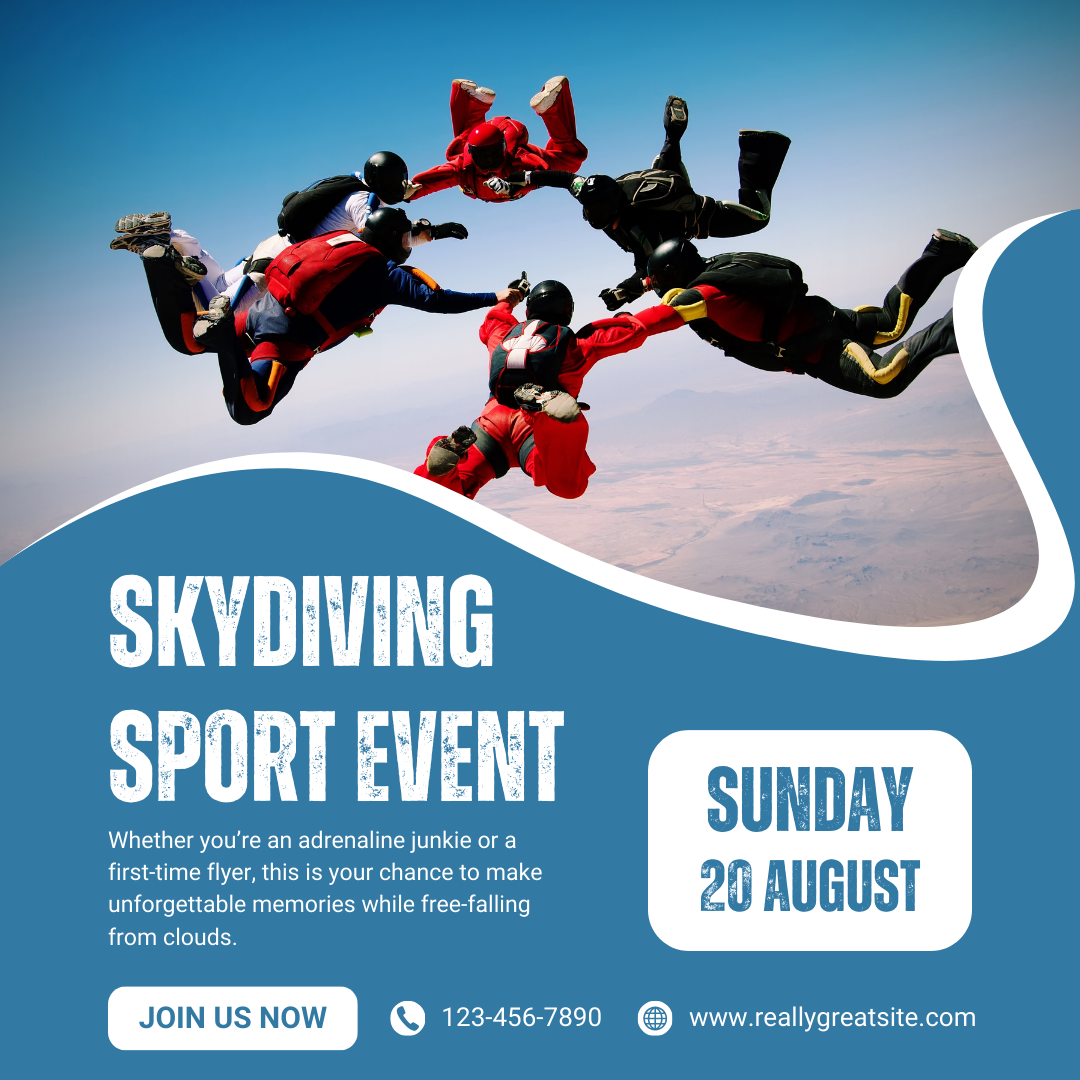 SKYDIVING
SPORT EVENT
Whether you’re an adrenaline junkie or a
first-time flyer, this is your chance to make
unforgettable memories while free-falling
from clouds.
SUNDAY
20 AUGUST
JOIN US NOW
123-456-7890
www.reallygreatsite.com